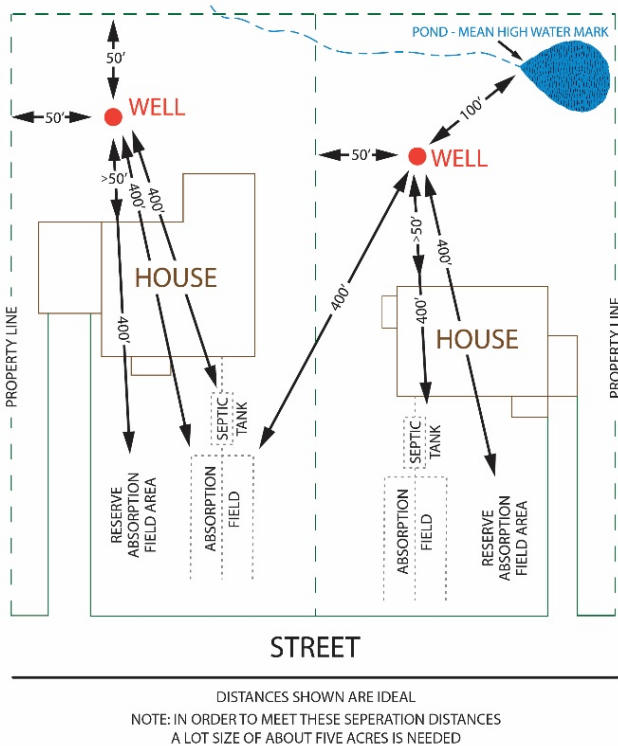 POND - MEAN HIGH WATER MARK
50'
WELL
50'
100'
WELL
50'
>50'
400'
400'
>50'
400'
HOUSE
400'
400'
HOUSE
400'
PROPERTY LINE
PROPERTY LINE
SEPTIC
TANK
SEPTIC
TANK
RESERVE
ABSORPTION
FIELD AREA
ABSORPTION
FIELD
ABSORPTION
FIELD
RESERVE
ABSORPTION
FIELD AREA
STREET
DISTANCES SHOWN ARE IDEAL
NOTE: IN ORDER TO MEET THESE SEPERATION DISTANCES
A LOT SIZE OF ABOUT FIVE ACRES IS NEEDED